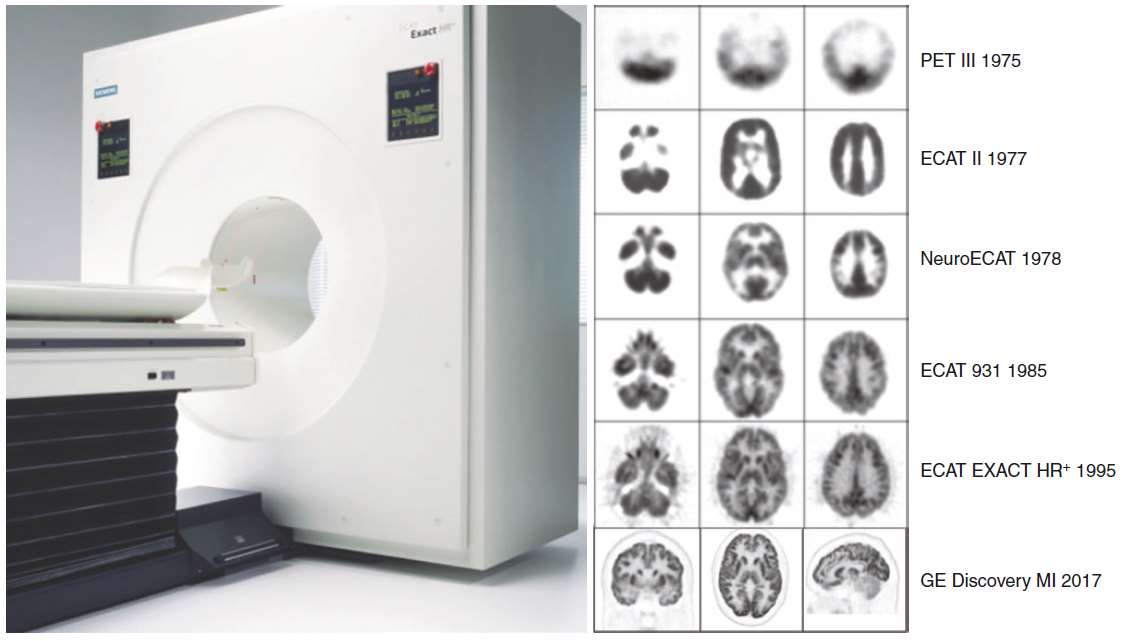 ECAT
Exact HR+
SIEMENS
PET III 1975
ECAT II 1977
NeuroECAT 1978
ECAT 931 1985
ECAT EXACT HR⁺ 1995
GE Discovery MI 2017